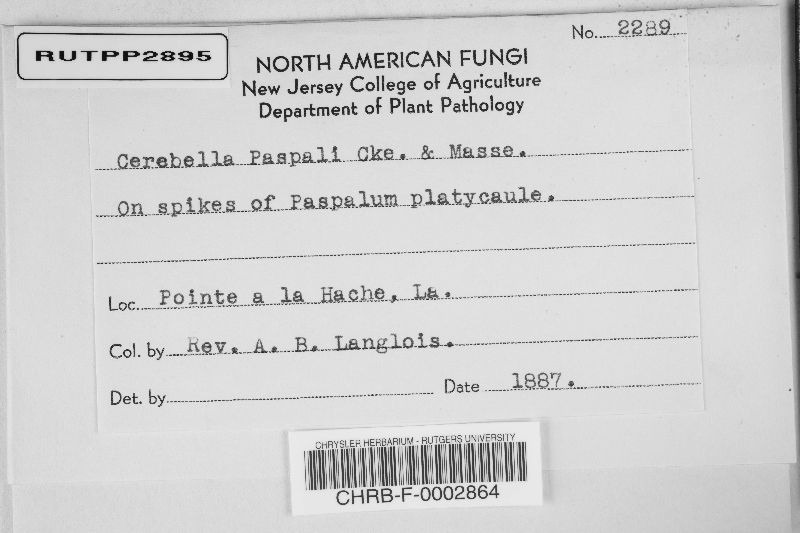 No. 2289
RUTPP2895
NORTH AMERICAN FUNGI
New Jersey College of Agriculture
Department of Plant Pathology
Cerebella Paspali Cke. & Masse.
On spikes of Paspalum platycaule.
Loc. Pointe a la Hache, La.
Col. by Rev. A. B. Langlois.
Det. by Date 1887.
CHRYSLER HERBARIUM - RUTGERS UNIVERSITY
CHRB-F-0002864